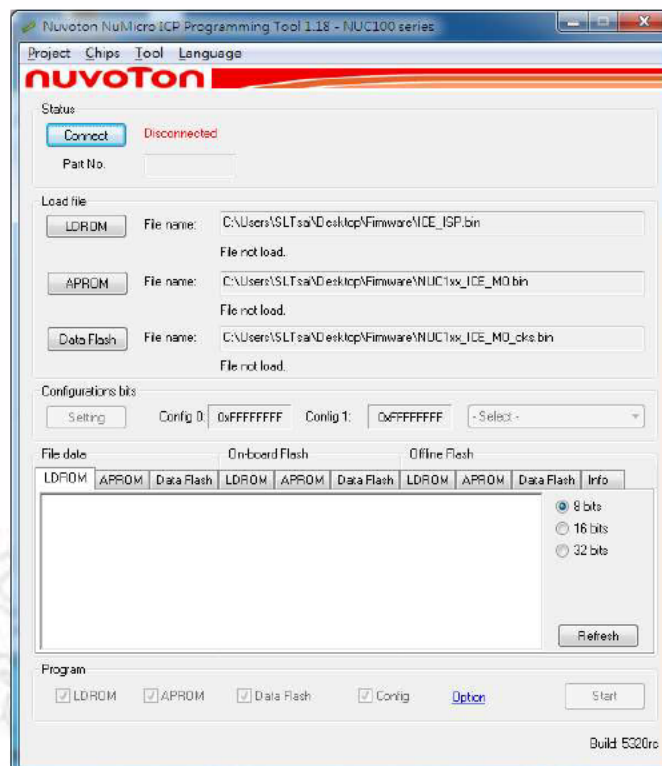 Nuvoton NuMicro ICP Programming Tool 1.18 - NUC100 series
Project Chips Tool Language
nuvoTon
Status
Connect Disconnected
Part No.
Load file
LDROM File name: C:\Users\SLTsai\Desktop\Firmware\ICE_ISP.bin
File not load.
APROM File name: C:\Users\SLTsai\Desktop\Firmware\NUC1xx_ICE_M0.bin
File not load.
Data Flash File name: C:\Users\SLTsai\Desktop\Firmware\NUC1xx_ICE_M0_cks.bin
File not load.
Configurations bits
Setting Config 0: 0xFFFFFFFF Config 1: 0xFFFFFFFF - Select -
File data On-board Flash Offline Flash
LDROM APROM Data Flash LDROM APROM Data Flash LDROM APROM Data Flash Info
8 bits
16 bits
32 bits
Refresh
Program
LDROM APROM Data Flash Config Option Start
Build: 5320rc